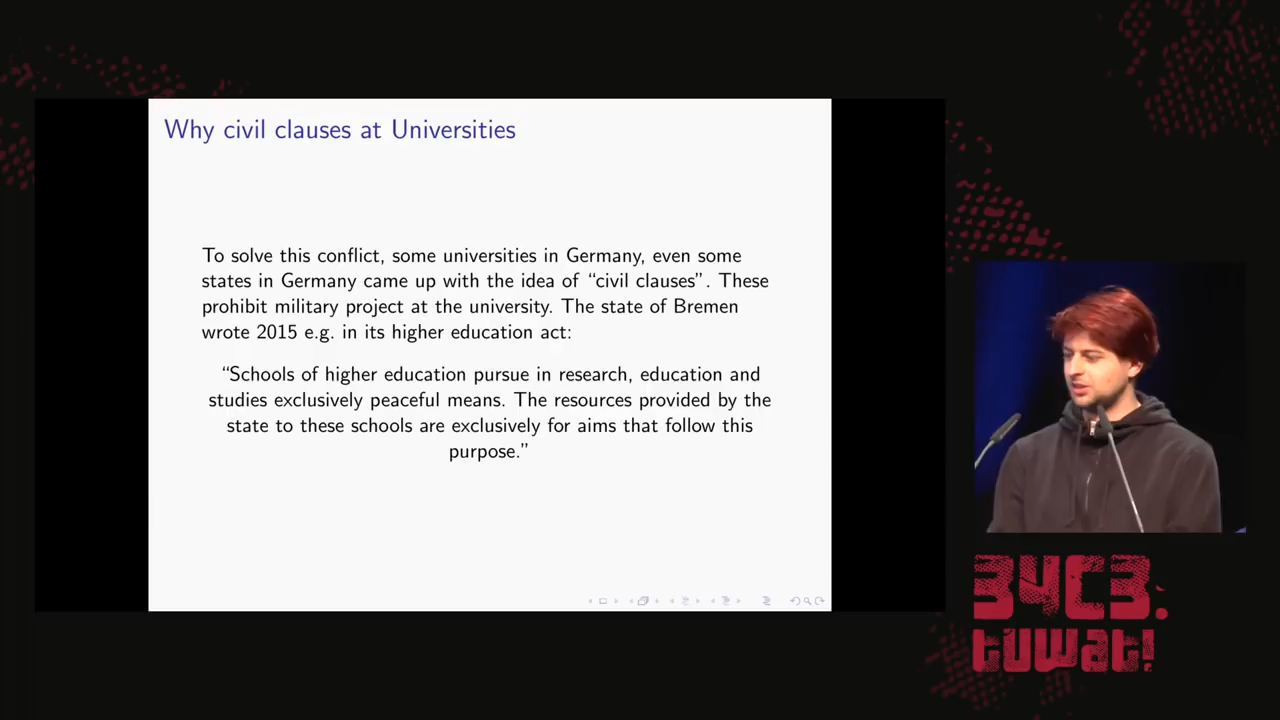 Why civil clauses at Universities
To solve this conflict, some universities in Germany, even some
states in Germany came up with the idea of “civil clauses”. These
prohibit military project at the university. The state of Bremen
wrote 2015 e.g. in its higher education act:
“Schools of higher education pursue in research, education and
studies exclusively peaceful means. The resources provided by the
state to these schools are exclusively for aims that follow this
purpose.”
34C3.
tuwat!